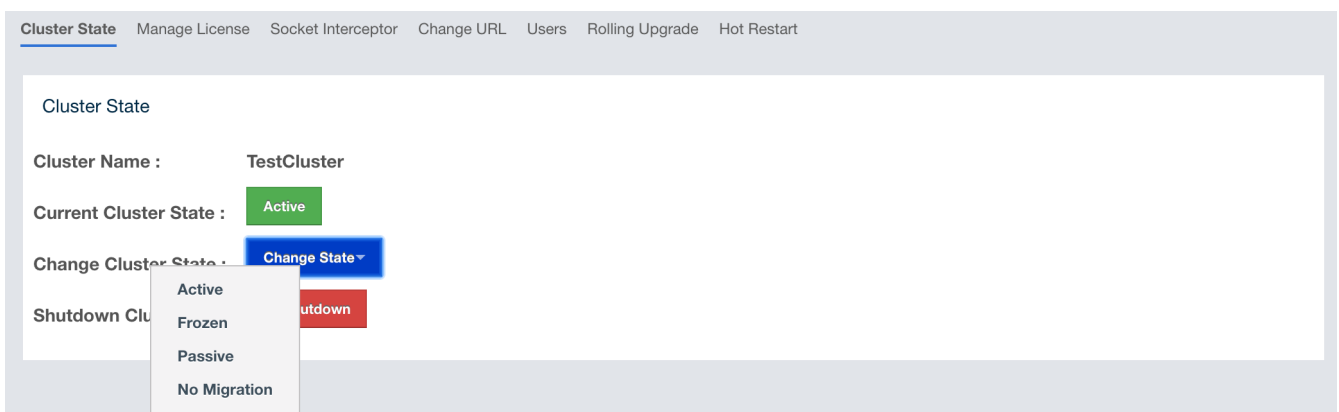 Cluster State Manage License Socket Interceptor Change URL Users Rolling Upgrade Hot Restart
Cluster State
Cluster Name : TestCluster
Current Cluster State : Active
Change Cluster State : Change State
Active
Shutdown Clu utdown
Frozen
Passive
No Migration